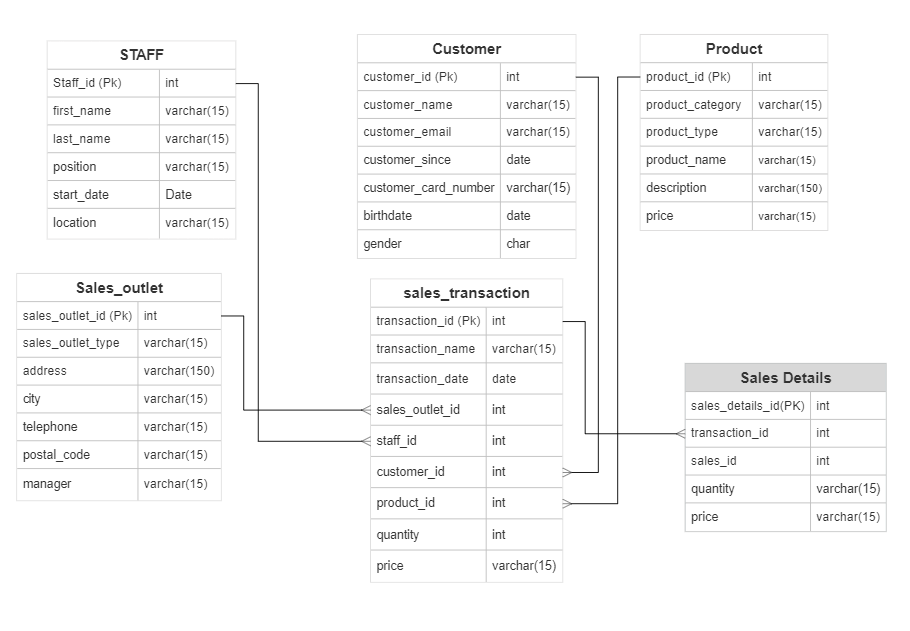 STAFF
Staff_id (Pk) int
first_name varchar(15)
last_name varchar(15)
position varchar(15)
start_date Date
location varchar(15)
Customer
customer_id (Pk) int
customer_name varchar(15)
customer_email varchar(15)
customer_since date
customer_card_number varchar(15)
birthdate date
gender char
Product
product_id (Pk) int
product_category varchar(15)
product_type varchar(15)
product_name varchar(15)
description varchar(150)
price varchar(15)
Sales_outlet
sales_outlet_id (Pk) int
sales_outlet_type varchar(15)
address varchar(150)
city varchar(15)
telephone varchar(15)
postal_code varchar(15)
manager varchar(15)
sales_transaction
transaction_id (Pk) int
transaction_name varchar(15)
transaction_date date
sales_outlet_id int
staff_id int
customer_id int
product_id int
quantity int
price varchar(15)
Sales Details
sales_details_id(PK) int
transaction_id int
sales_id int
quantity varchar(15)
price varchar(15)